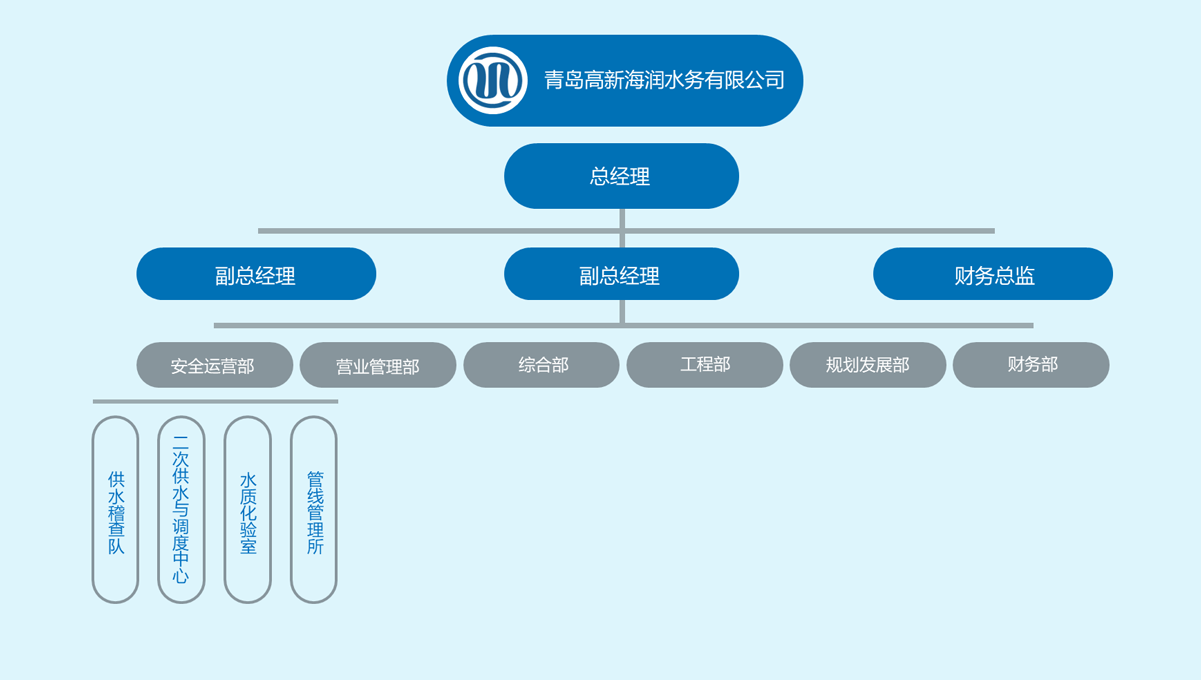 青岛高新海润水务有限公司
总经理
副总经理
副总经理
财务总监
安全运营部
营业管理部
综合部
工程部
规划发展部
财务部
供水稽查队
二次供水与调度中心
水质化验室
管线管理所